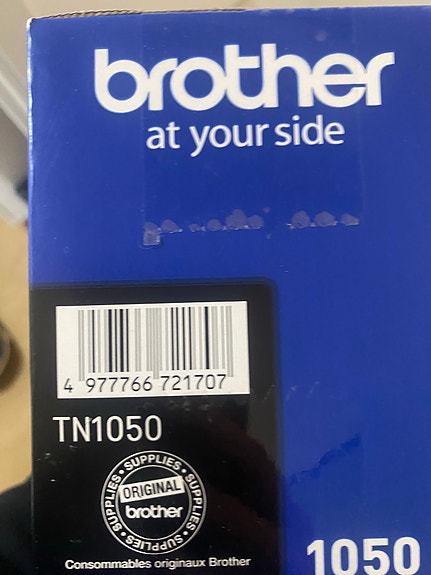 brother
at your side
4 977766 721707
TN1050
SUPPLIES • SUPPLIES • SUPPLIES • SUPPLIES •
ORIGINAL
brother
Consommables originaux Brother
1050